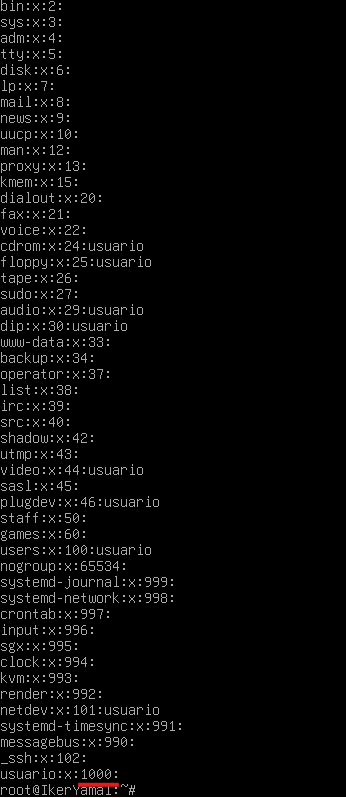 bin:x:2:
sys:x:3:
adm:x:4:
tty:x:5:
disk:x:6:
lp:x:7:
mail:x:8:
news:x:9:
uucp:x:10:
man:x:12:
proxy:x:13:
kmem:x:15:
dialout:x:20:
fax:x:21:
voice:x:22:
cdrom:x:24:usuario
floppy:x:25:usuario
tape:x:26:
sudo:x:27:
audio:x:29:usuario
dip:x:30:usuario
www-data:x:33:
backup:x:34:
operator:x:37:
list:x:38:
irc:x:39:
src:x:40:
shadow:x:42:
utmp:x:43:
video:x:44:usuario
sasl:x:45:
plugdev:x:46:usuario
staff:x:50:
games:x:60:
users:x:100:usuario
nogroup:x:65534:
systemd-journal:x:999:
systemd-network:x:998:
crontab:x:997:
input:x:996:
sgx:x:995:
clock:x:994:
kvm:x:993:
render:x:992:
netdev:x:101:usuario
systemd-timesync:x:991:
messagebus:x:990:
_ssh:x:102:
usuario:x:1000:
root@IkerYamal:~#